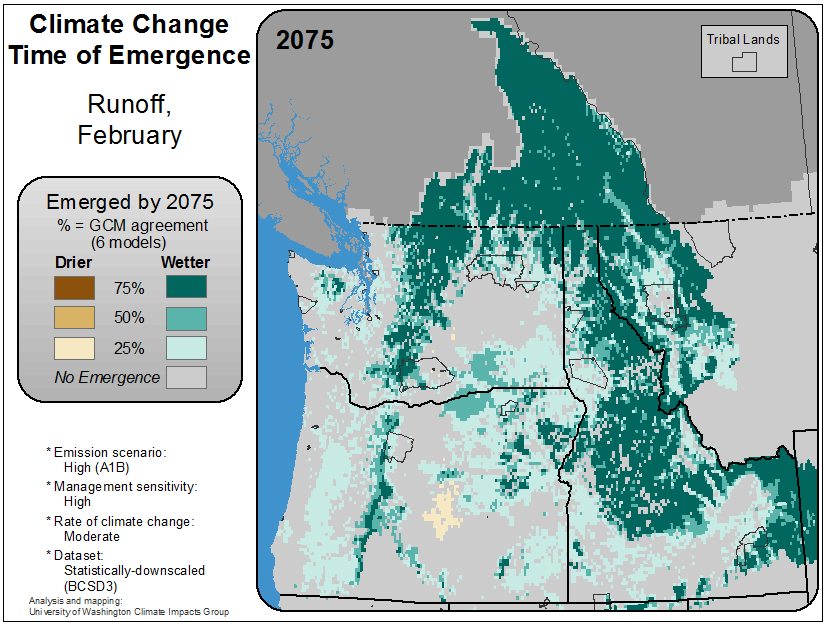 Climate Change
Time of Emergence
Runoff,
February
Emerged by 2075
% = GCM agreement
(6 models)
Drier Wetter
75%
50%
25%
No Emergence
* Emission scenario:
High (A1B)
* Management sensitivity:
High
* Rate of climate change:
Moderate
* Dataset:
Statistically-downscaled
(BCSD3)
Analysis and mapping:
University of Washington Climate Impacts Group
2075
Tribal Lands